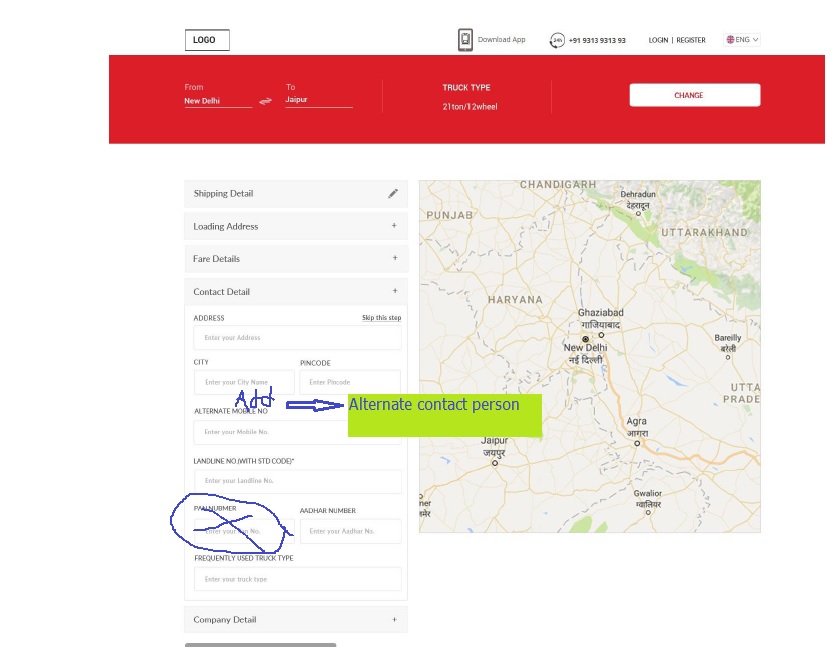 LOGO
Download App
24h
+91 9313 9313 93
LOGIN | REGISTER
ENG
From
New Delhi
To
Jaipur
TRUCK TYPE
21ton/12wheel
CHANGE
Shipping Detail
Loading Address +
Fare Details +
Contact Detail +
ADDRESS Skip this step
Enter your Address
CITY PINCODE
Enter your City Name Enter Pincode
Add Alternate contact person
ALTERNATE MOBILE NO
Enter your Mobile No.
LANDLINE NO.(WITH STD CODE)*
Enter your Landline No.
PAN NUBMER AADHAR NUMBER
Enter your Pan No. Enter your Aadhar No.
FREQUENTLY USED TRUCK TYPE
Enter your truck type
Company Detail +
CHANDIGARH
Dehradun
देहरादून
PUNJAB
UTTARAKHAND
HARYANA
Ghaziabad
गाज़ियाबाद
New Delhi
नई दिल्ली
Bareilly
बरेली
UTTA
PRADE
Agra
आगरा
Jaipur
जयपुर
Gwalior
ग्वालियर
ner
मेर